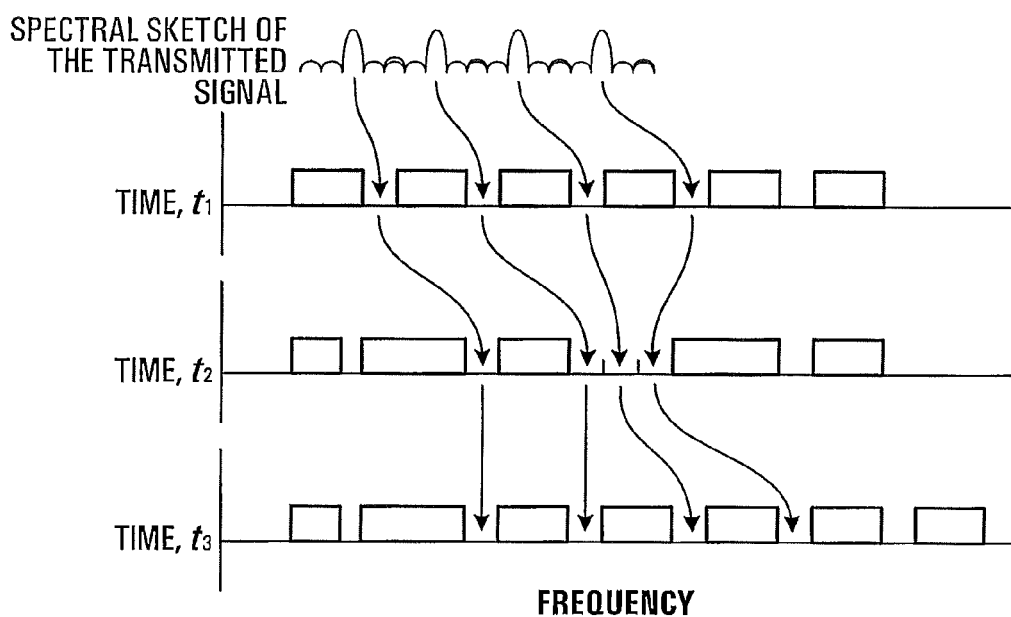 SPECTRAL SKETCH OF
THE TRANSMITTED
SIGNAL
TIME, t1
TIME, t2
TIME, t3
FREQUENCY